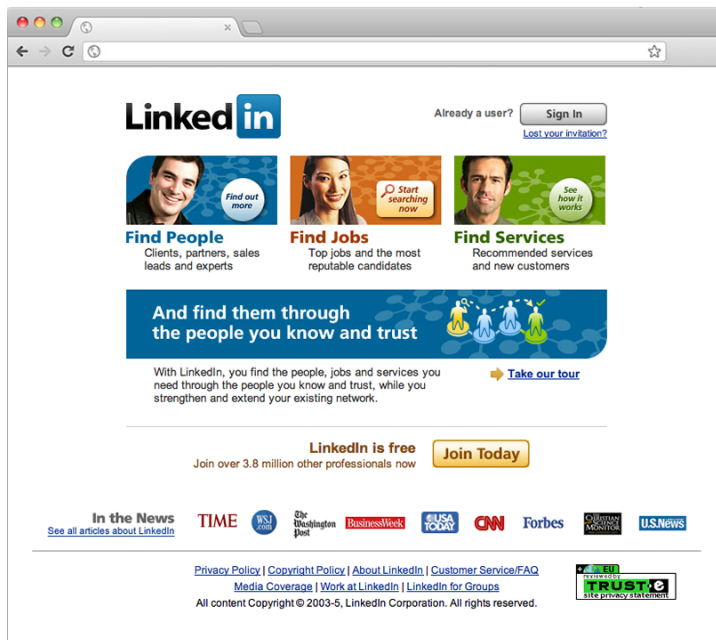 Linked in
Already a user? Sign In
Lost your invitation?
Find out more
Start searching now
See how it works
Find People
Clients, partners, sales
leads and experts
Find Jobs
Top jobs and the most
reputable candidates
Find Services
Recommended services
and new customers
And find them through
the people you know and trust
With LinkedIn, you find the people, jobs and services you
need through the people you know and trust, while you
strengthen and extend your existing network.
Take our tour
LinkedIn is free
Join over 3.8 million other professionals now
Join Today
In the News
See all articles about LinkedIn
TIME
WSJ
.com
The
Washington
Post
BusinessWeek
USA
TODAY
CNN
Forbes
THE
CHRISTIAN
SCIENCE
MONITOR
U.S.News
Privacy Policy | Copyright Policy | About LinkedIn | Customer Service/FAQ
Media Coverage | Work at LinkedIn | LinkedIn for Groups
All content Copyright © 2003-5, LinkedIn Corporation. All rights reserved.
EU
reviewed by
TRUST·e
site privacy statement